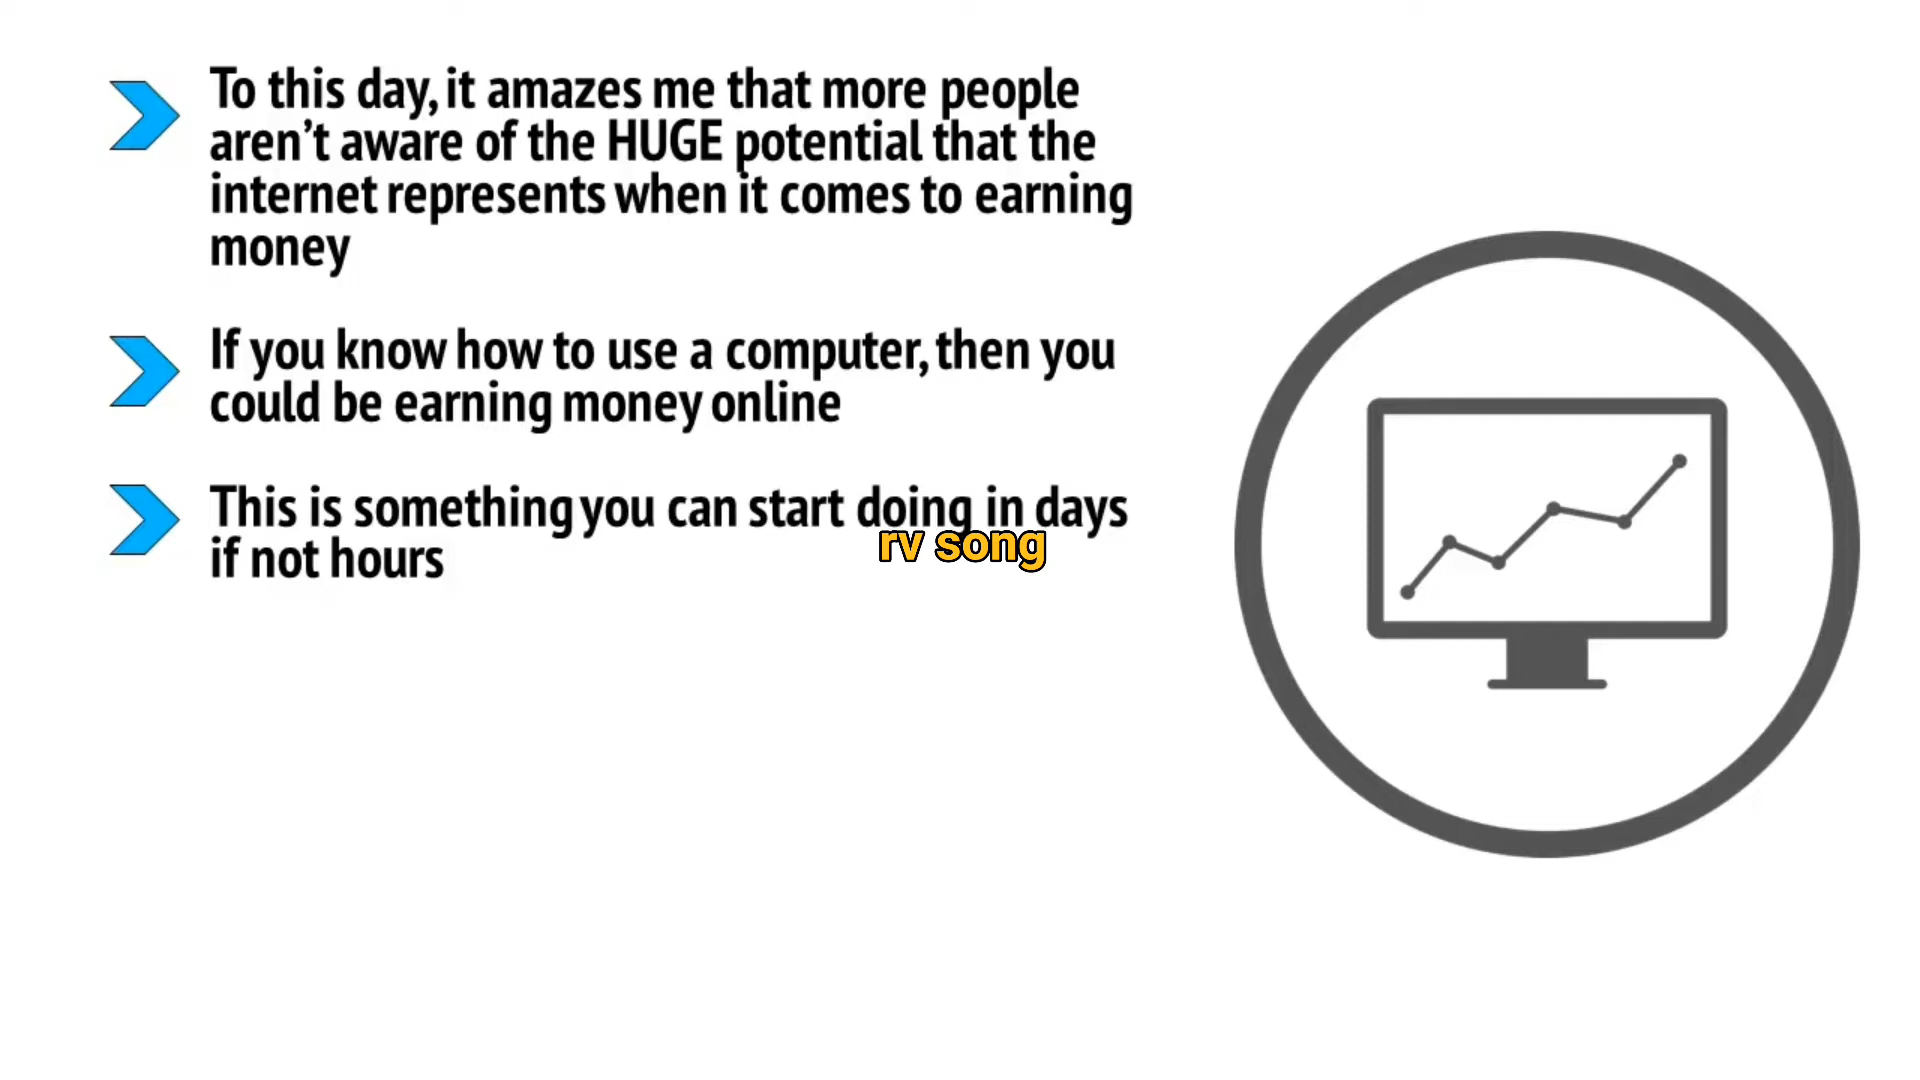 To this day, it amazes me that more people
aren’t aware of the HUGE potential that the
internet represents when it comes to earning
money
If you know how to use a computer, then you
could be earning money online
This is something you can start doing in days
if not hours
rv song